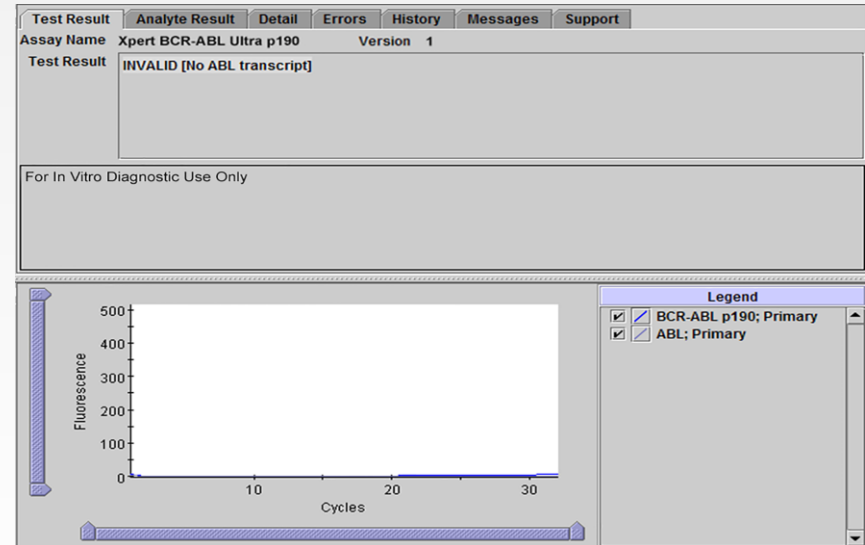 Test Result Analyte Result Detail Errors History Messages Support
Assay Name Xpert BCR-ABL Ultra p190 Version 1
Test Result INVALID [No ABL transcript]
For In Vitro Diagnostic Use Only
Legend
BCR-ABL p190; Primary
ABL; Primary
500
400
300
200
100
0
Fluorescence
10 20 30
Cycles